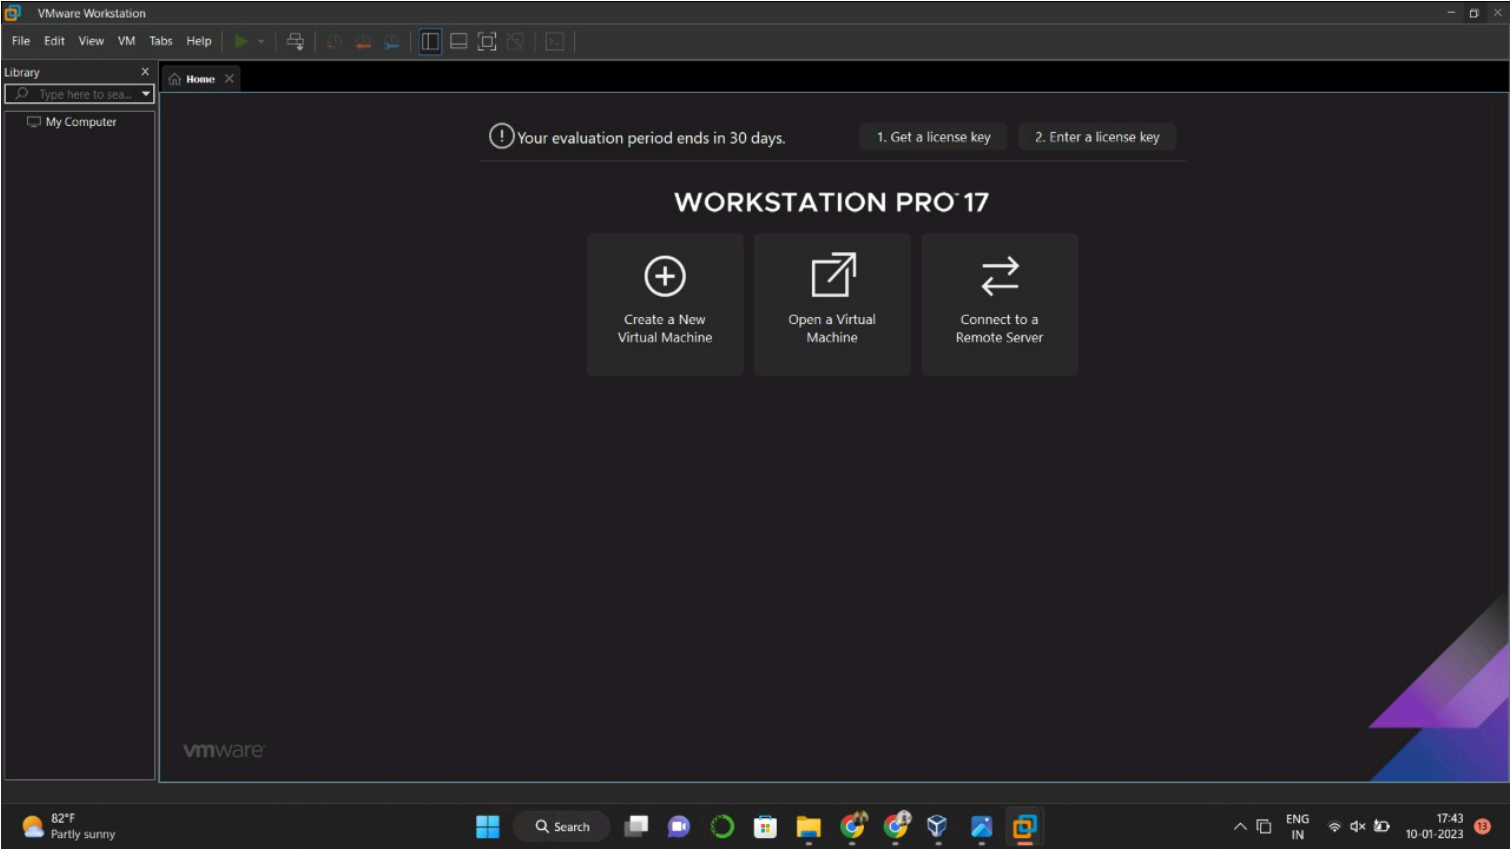 VMware Workstation
File Edit View VM Tabs Help
Library X
Home
Type here to sea...
My Computer
Your evaluation period ends in 30 days.
1. Get a license key
2. Enter a license key
WORKSTATION PRO™ 17
Create a New
Virtual Machine
Open a Virtual
Machine
Connect to a
Remote Server
vmware
82°F
Partly sunny
Search
ENG
IN
17:43
10-01-2023
13